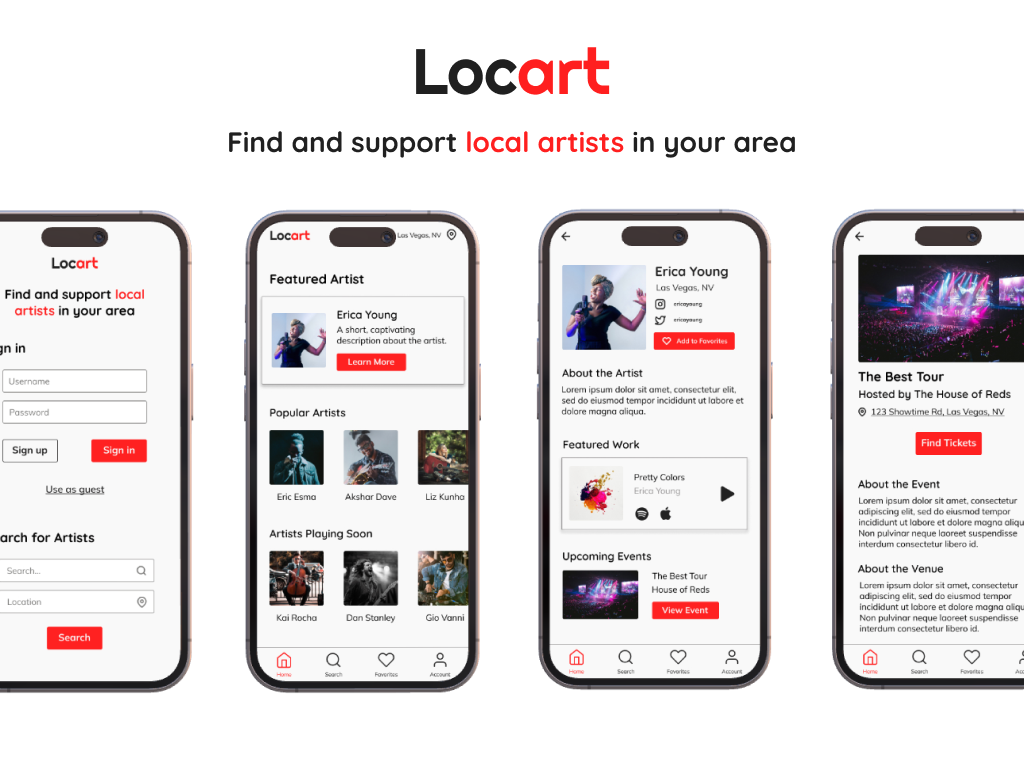 Locart
Find and support local artists in your area
Locart
Find and support local
artists in your area
gn in
Username
Password
Sign up
Sign in
Use as guest
arch for Artists
Search...
Location
Search
Locart
Las Vegas, NV
Featured Artist
Erica Young
A short, captivating
description about the artist.
Learn More
Popular Artists
Eric Esma
Akshar Dave
Liz Kunha
Artists Playing Soon
Kai Rocha
Dan Stanley
Gio Vanni
Home
Search
Favorites
Account
Erica Young
Las Vegas, NV
ericayoung
ericayoung
Add to Favorites
About the Artist
Lorem ipsum dolor sit amet, consectetur elit,
sed do eiusmod tempor incididunt ut labore et
dolore magna aliqua.
Featured Work
Pretty Colors
Erica Young
Upcoming Events
The Best Tour
House of Reds
View Event
Home
Search
Favorites
Account
The Best Tour
Hosted by The House of Reds
123 Showtime Rd, Las Vegas, NV
Find Tickets
About the Event
Lorem ipsum dolor sit amet, consectetur
adipiscing elit, sed do eiusmod tempor
incididunt ut labore et dolore magna aliqu
Non pulvinar neque laoreet suspendisse
interdum consectetur libero id.
About the Venue
Lorem ipsum dolor sit amet, consectetur
adipiscing elit, sed do eiusmod tempor
incididunt ut labore et dolore magna aliqu
Non pulvinar neque laoreet suspendisse
interdum consectetur libero id.
Home
Search
Favorites